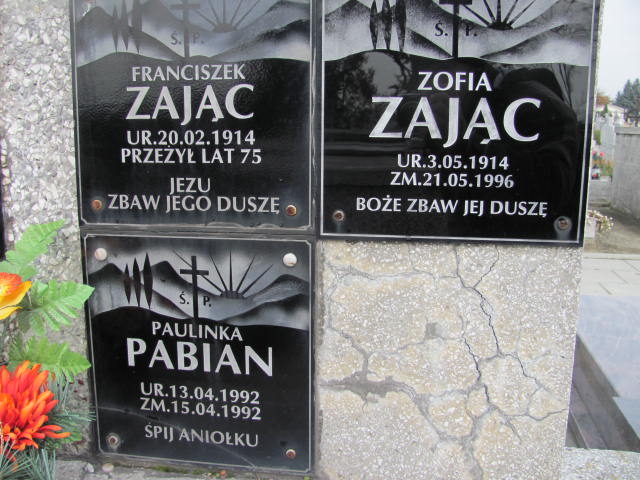 Ś. P.
FRANCISZEK
ZAJĄC
UR.20.02.1914
PRZEŻYŁ LAT 75
JEZU
ZBAW JEGO DUSZĘ
Ś. P.
ZOFIA
ZAJĄC
UR.3.05.1914
ZM.21.05.1996
BOŻE ZBAW JEJ DUSZĘ
Ś. P.
PAULINKA
PABIAN
UR.13.04.1992
ZM.15.04.1992
ŚPIJ ANIOŁKU